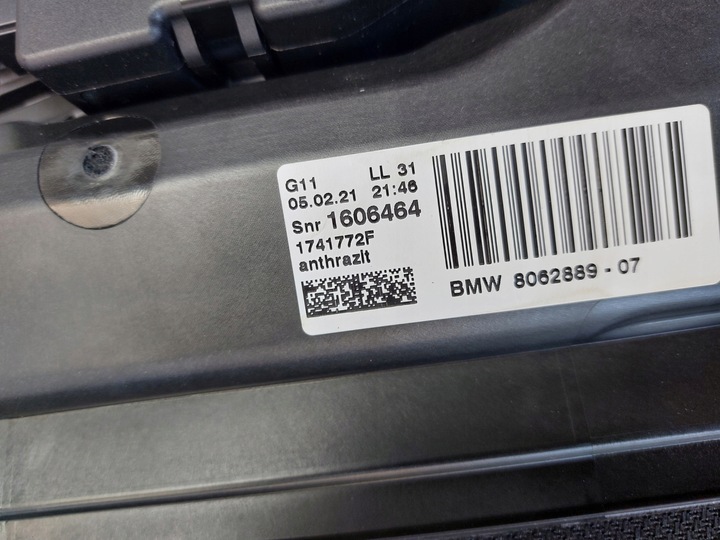 G11 LL 31
05.02.21 21:46
Snr 1606464
1741772F
anthrazit
BMW 8062889-07